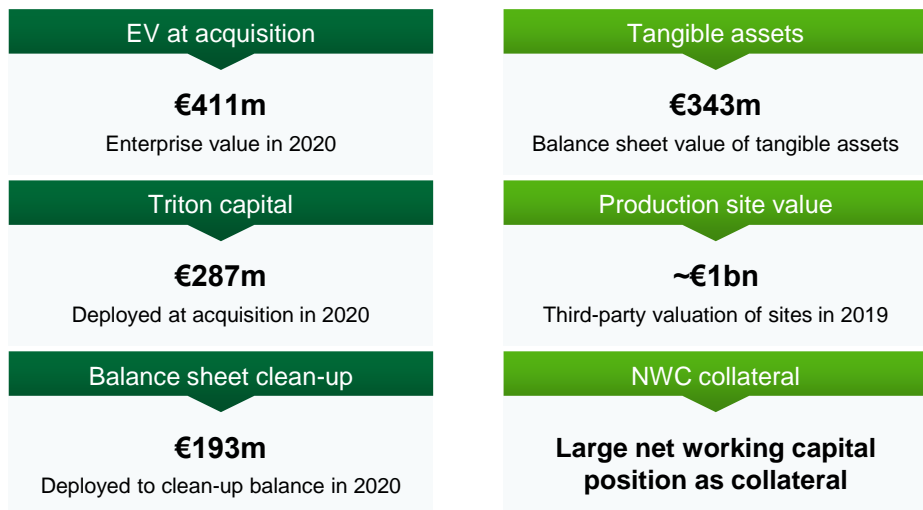 EV at acquisition
€411m
Enterprise value in 2020
Triton capital
€287m
Deployed at acquisition in 2020
Balance sheet clean-up
€193m
Deployed to clean-up balance in 2020
Tangible assets
€343m
Balance sheet value of tangible assets
Production site value
~€1bn
Third-party valuation of sites in 2019
NWC collateral
Large net working capital
position as collateral